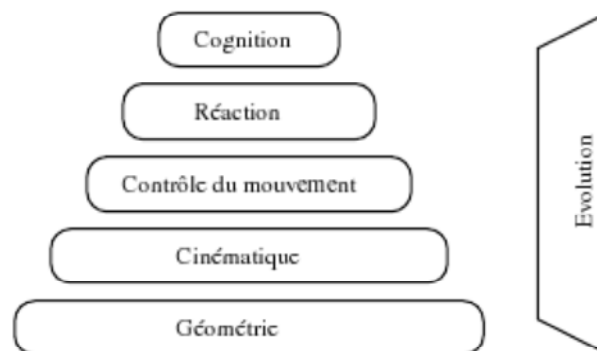 Cognition
Réaction
Contrôle du mouvement
Cinématique
Géométrie
Evolution